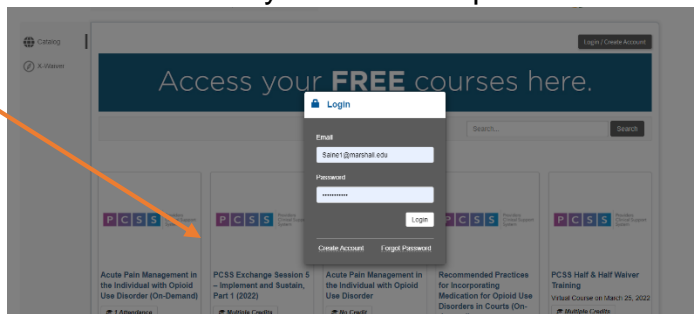 Catalog
X-Waiver
Login / Create Account
Access your FREE courses here.
Search...
Search
Login
Email
Saine1@marshall.edu
Password
Login
Create Account
Forgot Password
PCSS
PCSS
PCSS
PCSS
Acute Pain Management in
the Individual with Opioid
Use Disorder (On-Demand)
1 Attendance
PCSS Exchange Session 5
– Implement and Sustain,
Part 1 (2022)
Multiple Credits
Acute Pain Management in
the Individual with Opioid
Use Disorder
No Credit
Recommended Practices
for Incorporating
Medication for Opioid Use
Disorders in Courts (On-
PCSS Half & Half Waiver
Training
Virtual Course on March 25, 2022
Multiple Credits